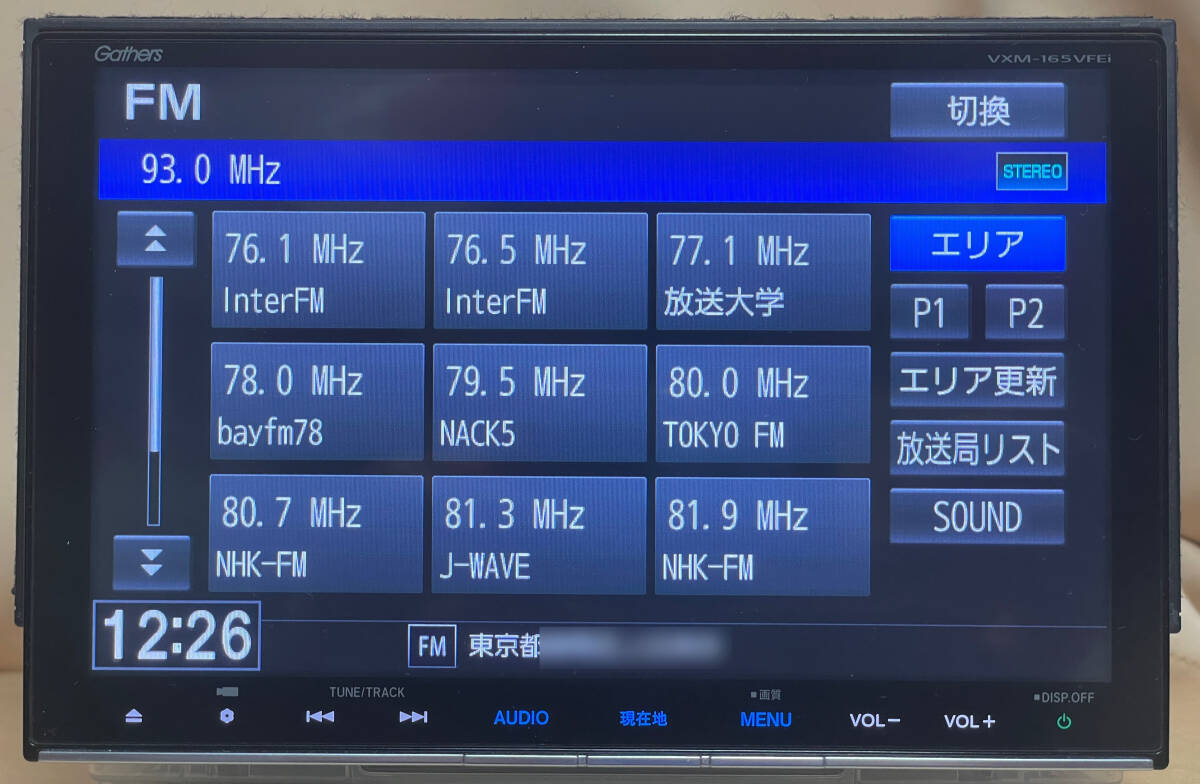 Gathers
VXM-165VFEi
FM
切換
93.0 MHz
STEREO
76.1 MHz
InterFM
76.5 MHz
InterFM
77.1 MHz
放送大学
エリア
P1
P2
78.0 MHz
bayfm78
79.5 MHz
NACK5
80.0 MHz
TOKYO FM
エリア更新
放送局リスト
80.7 MHz
NHK-FM
81.3 MHz
J-WAVE
81.9 MHz
NHK-FM
SOUND
12:26
FM
東京都
TUNE/TRACK
■画質
■DISP.OFF
AUDIO
現在地
MENU
VOL−
VOL+